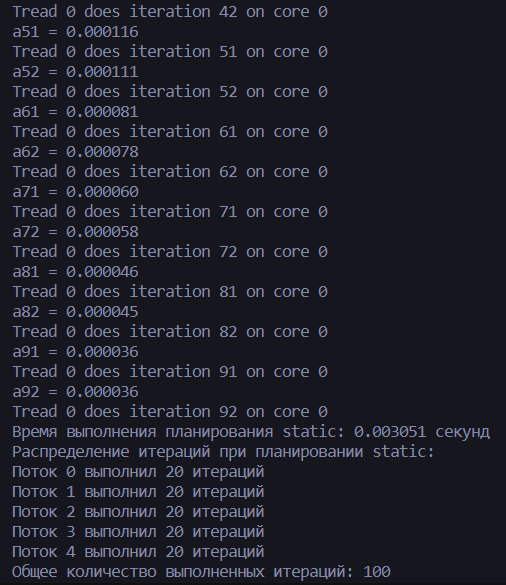 Tread 0 does iteration 42 on core 0
a51 = 0.000116
Tread 0 does iteration 51 on core 0
a52 = 0.000111
Tread 0 does iteration 52 on core 0
a61 = 0.000081
Tread 0 does iteration 61 on core 0
a62 = 0.000078
Tread 0 does iteration 62 on core 0
a71 = 0.000060
Tread 0 does iteration 71 on core 0
a72 = 0.000058
Tread 0 does iteration 72 on core 0
a81 = 0.000046
Tread 0 does iteration 81 on core 0
a82 = 0.000045
Tread 0 does iteration 82 on core 0
a91 = 0.000036
Tread 0 does iteration 91 on core 0
a92 = 0.000036
Tread 0 does iteration 92 on core 0
Время выполнения планирования static: 0.003051 секунд
Распределение итераций при планировании static:
Поток 0 выполнил 20 итераций
Поток 1 выполнил 20 итераций
Поток 2 выполнил 20 итераций
Поток 3 выполнил 20 итераций
Поток 4 выполнил 20 итераций
Общее количество выполненных итераций: 100